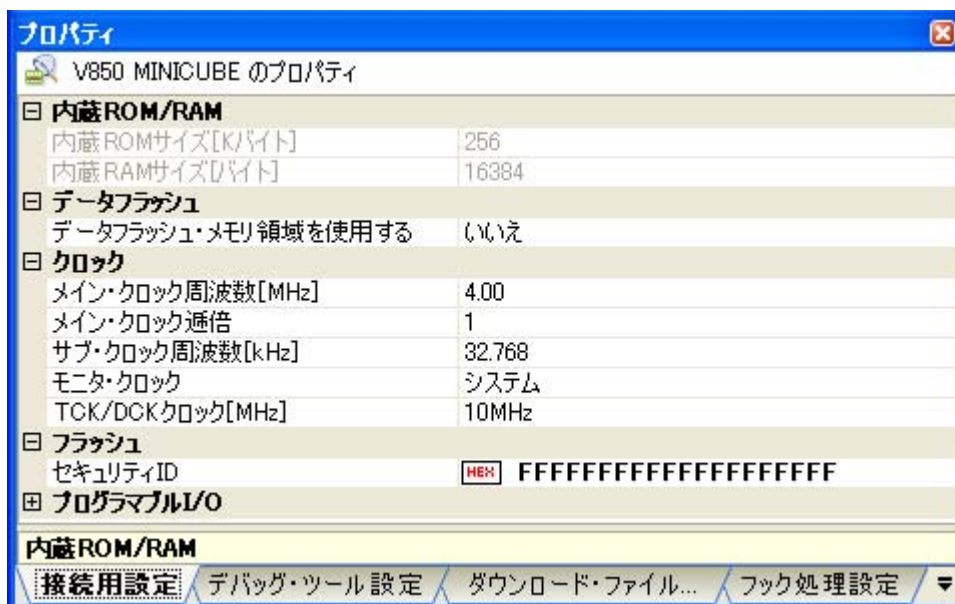 プロパティ
V850 MINICUBE のプロパティ
内蔵ROM/RAM
内蔵ROMサイズ[Kバイト] 256
内蔵RAMサイズ[バイト] 16384
データフラッシュ
データフラッシュ・メモリ領域を使用する いいえ
クロック
メイン・クロック周波数[MHz] 4.00
メイン・クロック逓倍 1
サブ・クロック周波数[kHz] 32.768
モニタ・クロック システム
TCK/DCKクロック[MHz] 10MHz
フラッシュ
セキュリティID HEX FFFFFFFFFFFFFFFFFFFF
プログラマブルI/O
内蔵ROM/RAM
接続用設定 デバッグ・ツール設定 ダウンロード・ファイル... フック処理設定